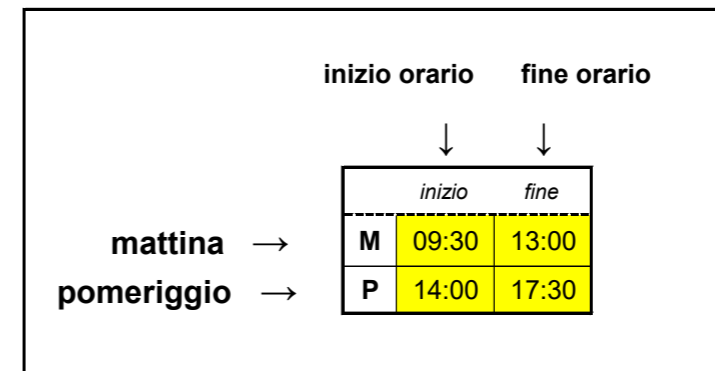 inizio orario fine orario
↓ ↓
inizio fine
mattina → M 09:30 13:00
pomeriggio → P 14:00 17:30